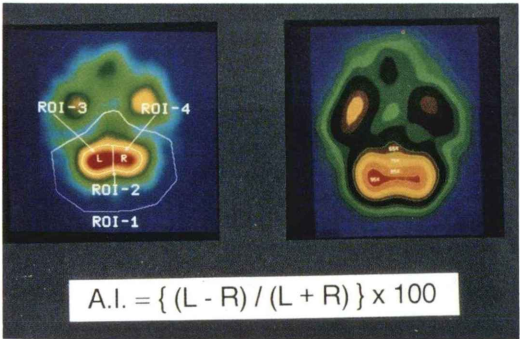 ROI-3 ROI-4
L R
ROI-2
ROI-1
A.I. = { (L - R) / (L + R) } x 100